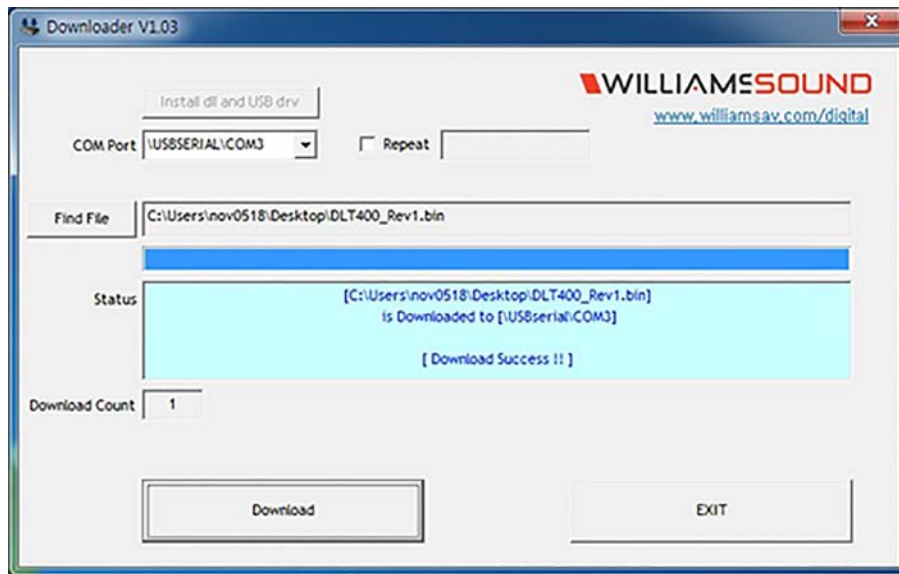 Downloader V1.03
WILLIAMS SOUND
Install dll and USB drv
www.williamsav.com/digital
COM Port \USBSERIAL\COM3 Repeat
Find File C:\Users\nov0518\Desktop\DLT400_Rev1.bin
Status [C:\Users\nov0518\Desktop\DLT400_Rev1.bin]
is Downloaded to [\USBserial\COM3]
[ Download Success !! ]
Download Count 1
Download EXIT